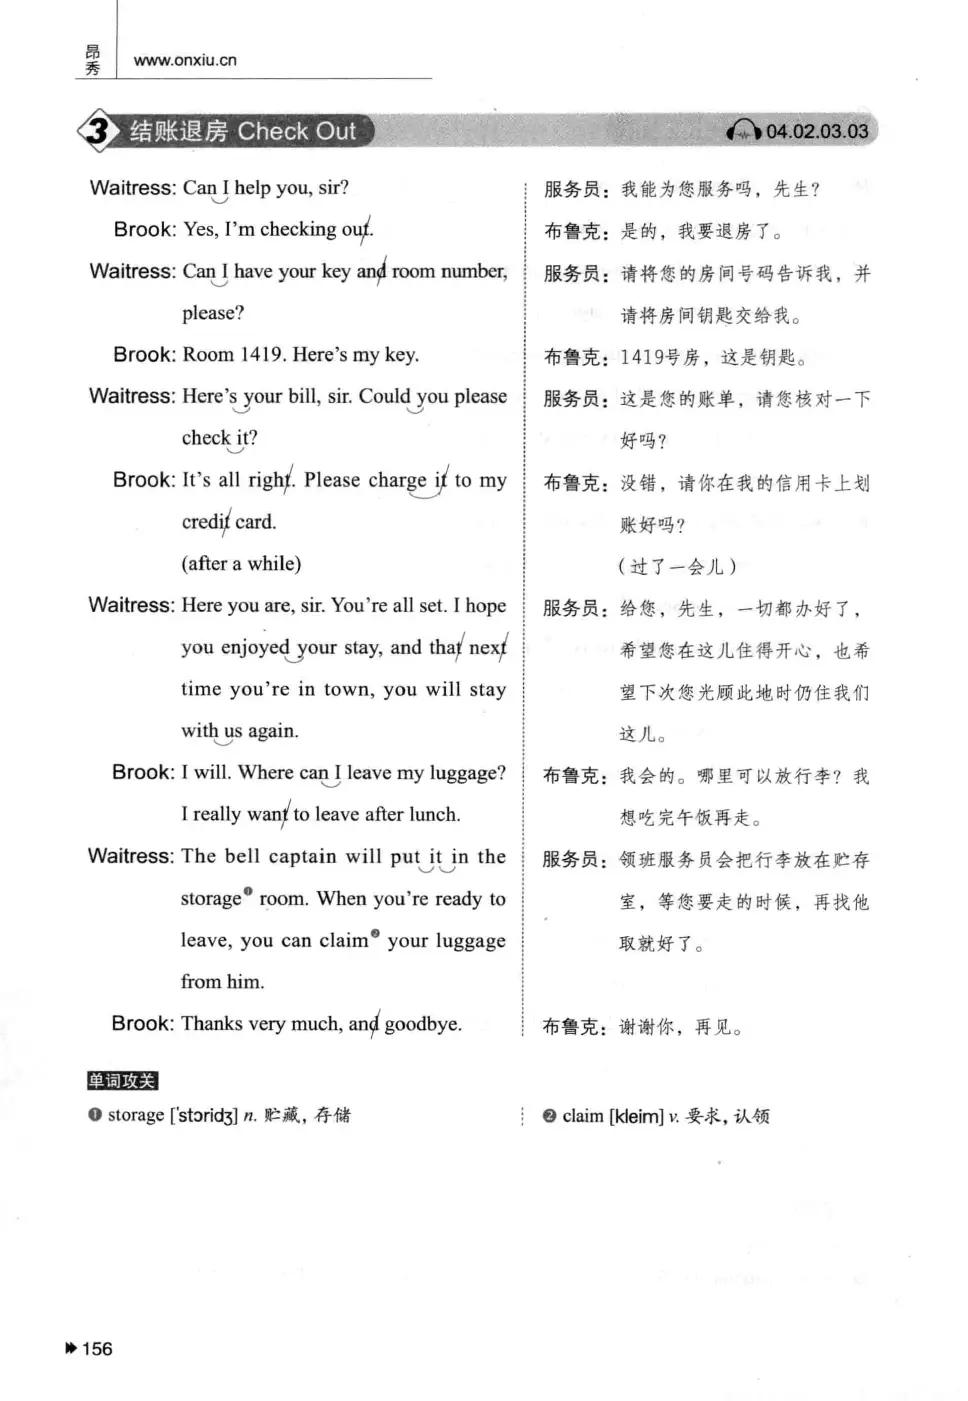 昂秀
www.onxiu.cn
3 结账退房 Check Out
04.02.03.03
Waitress: Can I help you, sir?
Brook: Yes, I'm checking out.
Waitress: Can I have your key and room number,
please?
Brook: Room 1419. Here's my key.
Waitress: Here's your bill, sir. Could you please
check it?
Brook: It's all right. Please charge it to my
credit card.
(after a while)
Waitress: Here you are, sir. You're all set. I hope
you enjoyed your stay, and that next
time you're in town, you will stay
with us again.
Brook: I will. Where can I leave my luggage?
I really want to leave after lunch.
Waitress: The bell captain will put it in the
storage❶ room. When you're ready to
leave, you can claim❷ your luggage
from him.
Brook: Thanks very much, and goodbye.
服务员：我能为您服务吗，先生？
布鲁克：是的，我要退房了。
服务员：请将您的房间号码告诉我，并
请将房间钥匙交给我。
布鲁克：1419号房，这是钥匙。
服务员：这是您的账单，请您核对一下
好吗？
布鲁克：没错，请你在我的信用卡上划
账好吗？
（过了一会儿）
服务员：给您，先生，一切都办好了，
希望您在这儿住得开心，也希
望下次您光顾此地时仍住我们
这儿。
布鲁克：我会的。哪里可以放行李？我
想吃完午饭再走。
服务员：领班服务员会把行李放在贮存
室，等您要走的时候，再找他
取就好了。
布鲁克：谢谢你，再见。
单词攻关
❶ storage ['stɔridʒ] n. 贮藏，存储
❷ claim [kleim] v. 要求，认领
156